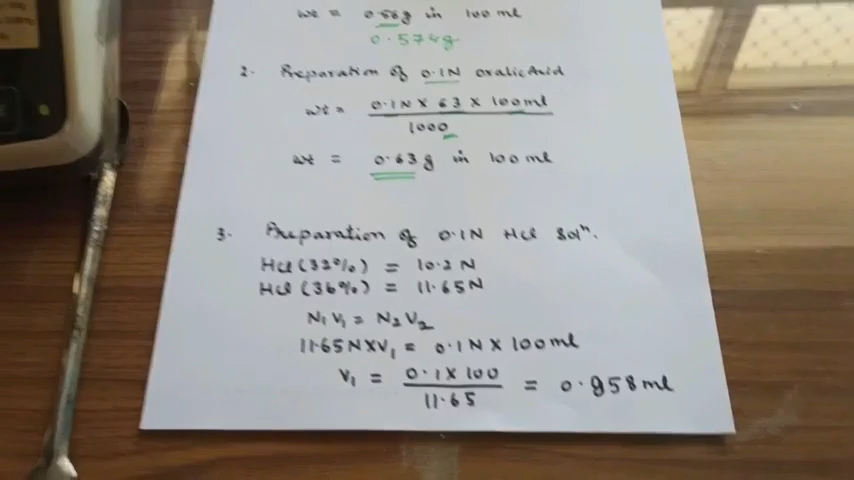 wt = 0.56g in 100 ml
0.574g
2. Preparation of 0.1N oxalic Acid
wt = 0.1N X 63 X 100ml
1000
wt = 0.63g in 100 ml
3. Preparation of 0.1N HCl Solⁿ.
HCl (33%) = 10.2 N
HCl (36%) = 11.65N
N₁V₁ = N₂V₂
11.65N X V₁ = 0.1N X 100ml
V₁ = 0.1 X 100 = 0.858 ml
11.65